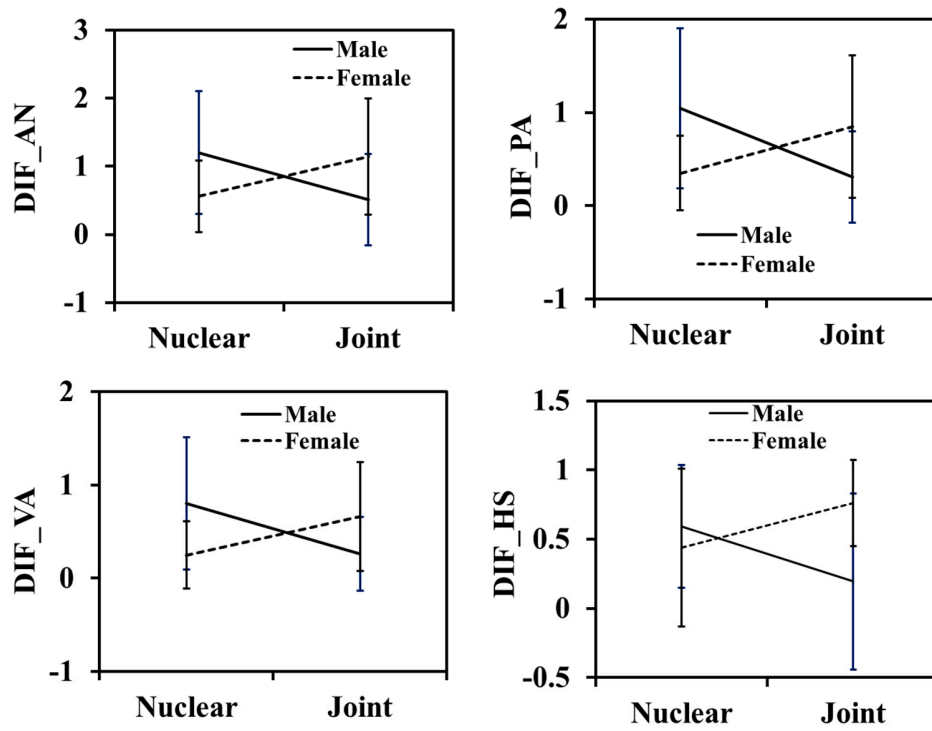 3
2
1
0
-1
DIF_AN
Male
Female
Nuclear Joint
2
1
0
-1
DIF_PA
Male
Female
Nuclear Joint
2
1
0
-1
DIF_VA
Male
Female
Nuclear Joint
1.5
1
0.5
0
-0.5
DIF_HS
Male
Female
Nuclear Joint